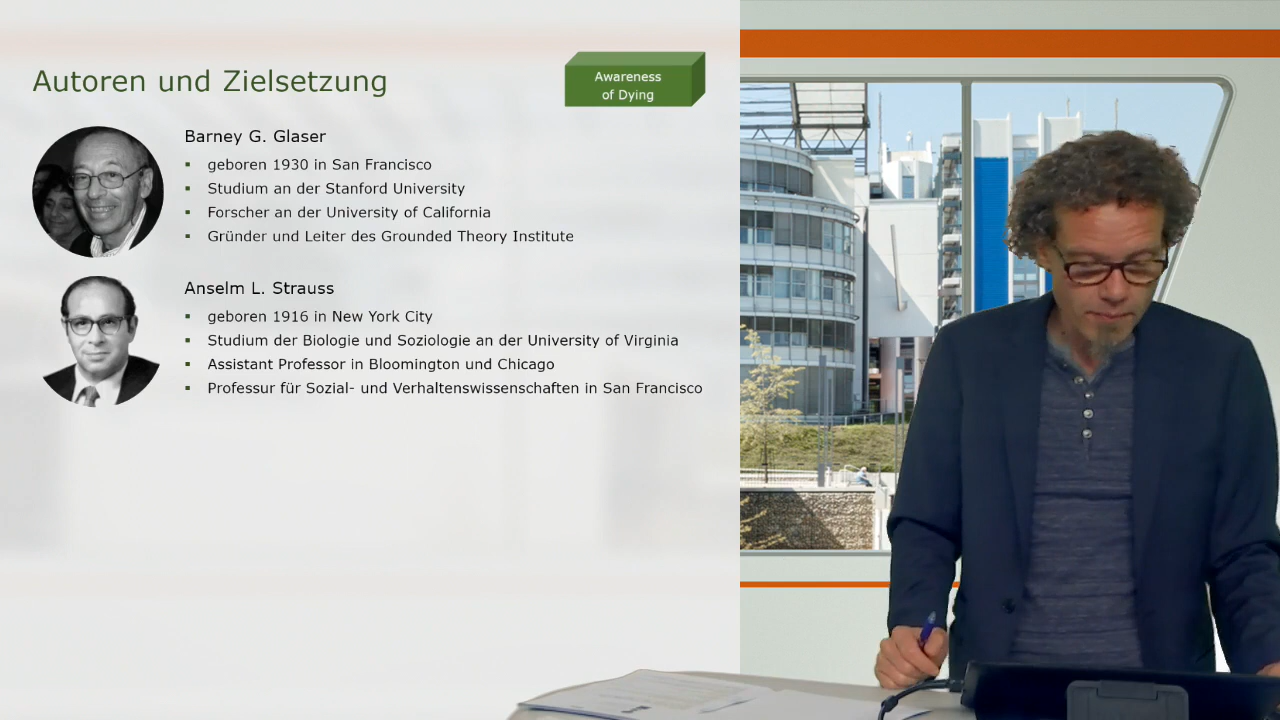 Autoren und Zielsetzung
Awareness
of Dying
Barney G. Glaser
▪ geboren 1930 in San Francisco
▪ Studium an der Stanford University
▪ Forscher an der University of California
▪ Gründer und Leiter des Grounded Theory Institute
Anselm L. Strauss
▪ geboren 1916 in New York City
▪ Studium der Biologie und Soziologie an der University of Virginia
▪ Assistant Professor in Bloomington und Chicago
▪ Professur für Sozial- und Verhaltenswissenschaften in San Francisco